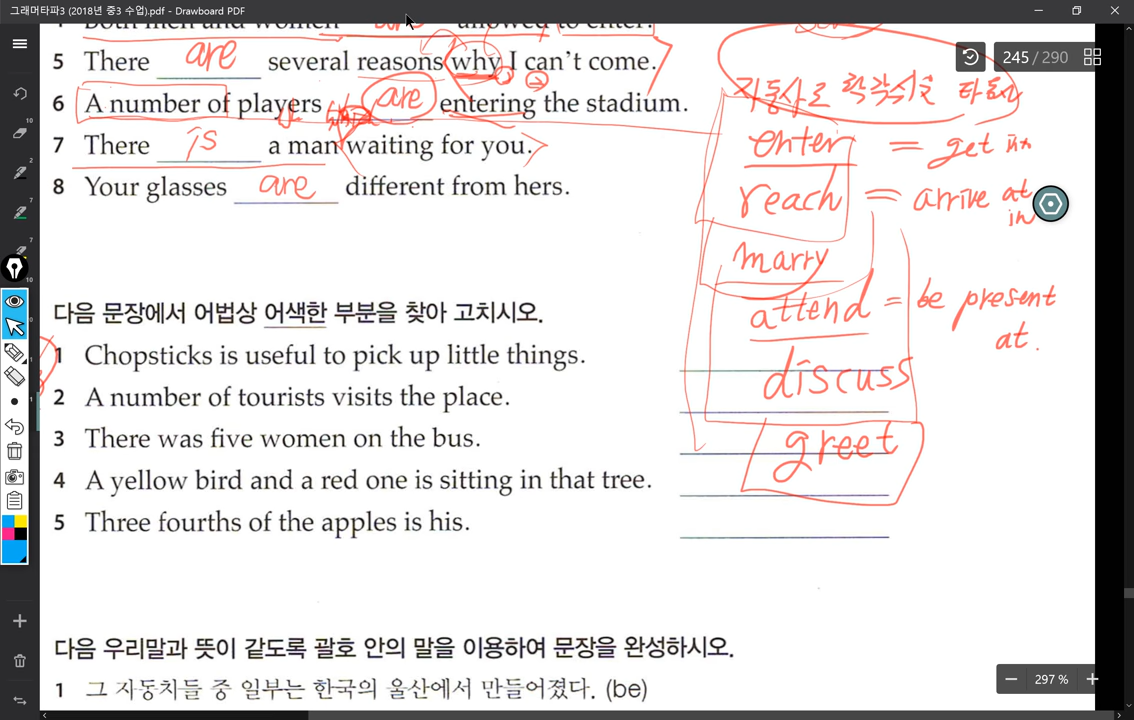 그래머타파3 (2018년 중3 수업).pdf - Drawboard PDF
245 / 290
are allowed to enter.
5 There are several reasons why I can't come.
6 A number of players are entering the stadium.
7 There is a man waiting for you.
8 Your glasses are different from hers.
자동사로 착각시로 타동사
enter = get into
reach = arrive at
in
marry
attend = be present
at.
discuss
greet
다음 문장에서 어법상 어색한 부분을 찾아 고치시오.
1 Chopsticks is useful to pick up little things.
2 A number of tourists visits the place.
3 There was five women on the bus.
4 A yellow bird and a red one is sitting in that tree.
5 Three fourths of the apples is his.
다음 우리말과 뜻이 같도록 괄호 안의 말을 이용하여 문장을 완성하시오.
1 그 자동차들 중 일부는 한국의 울산에서 만들어졌다. (be)
297 %